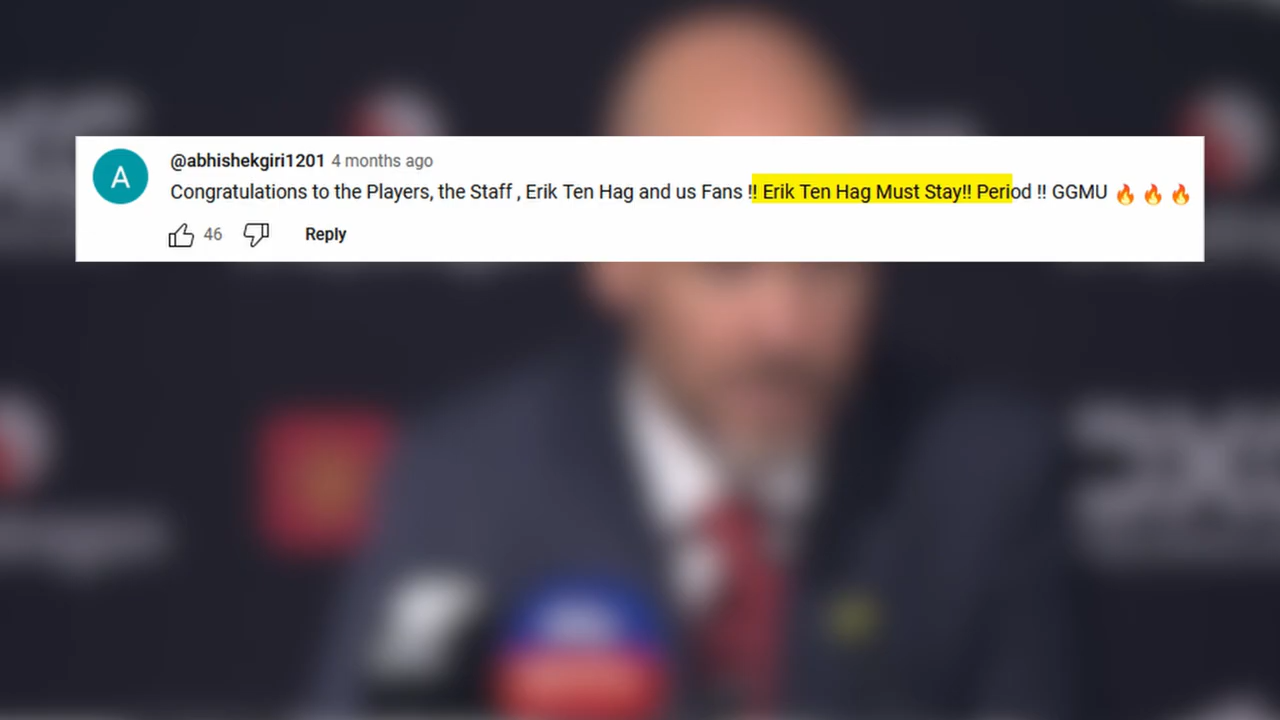 @abhishekgiri1201 4 months ago
A
Congratulations to the Players, the Staff , Erik Ten Hag and us Fans !! Erik Ten Hag Must Stay!! Period !! GGMU 🔥🔥🔥
46
Reply